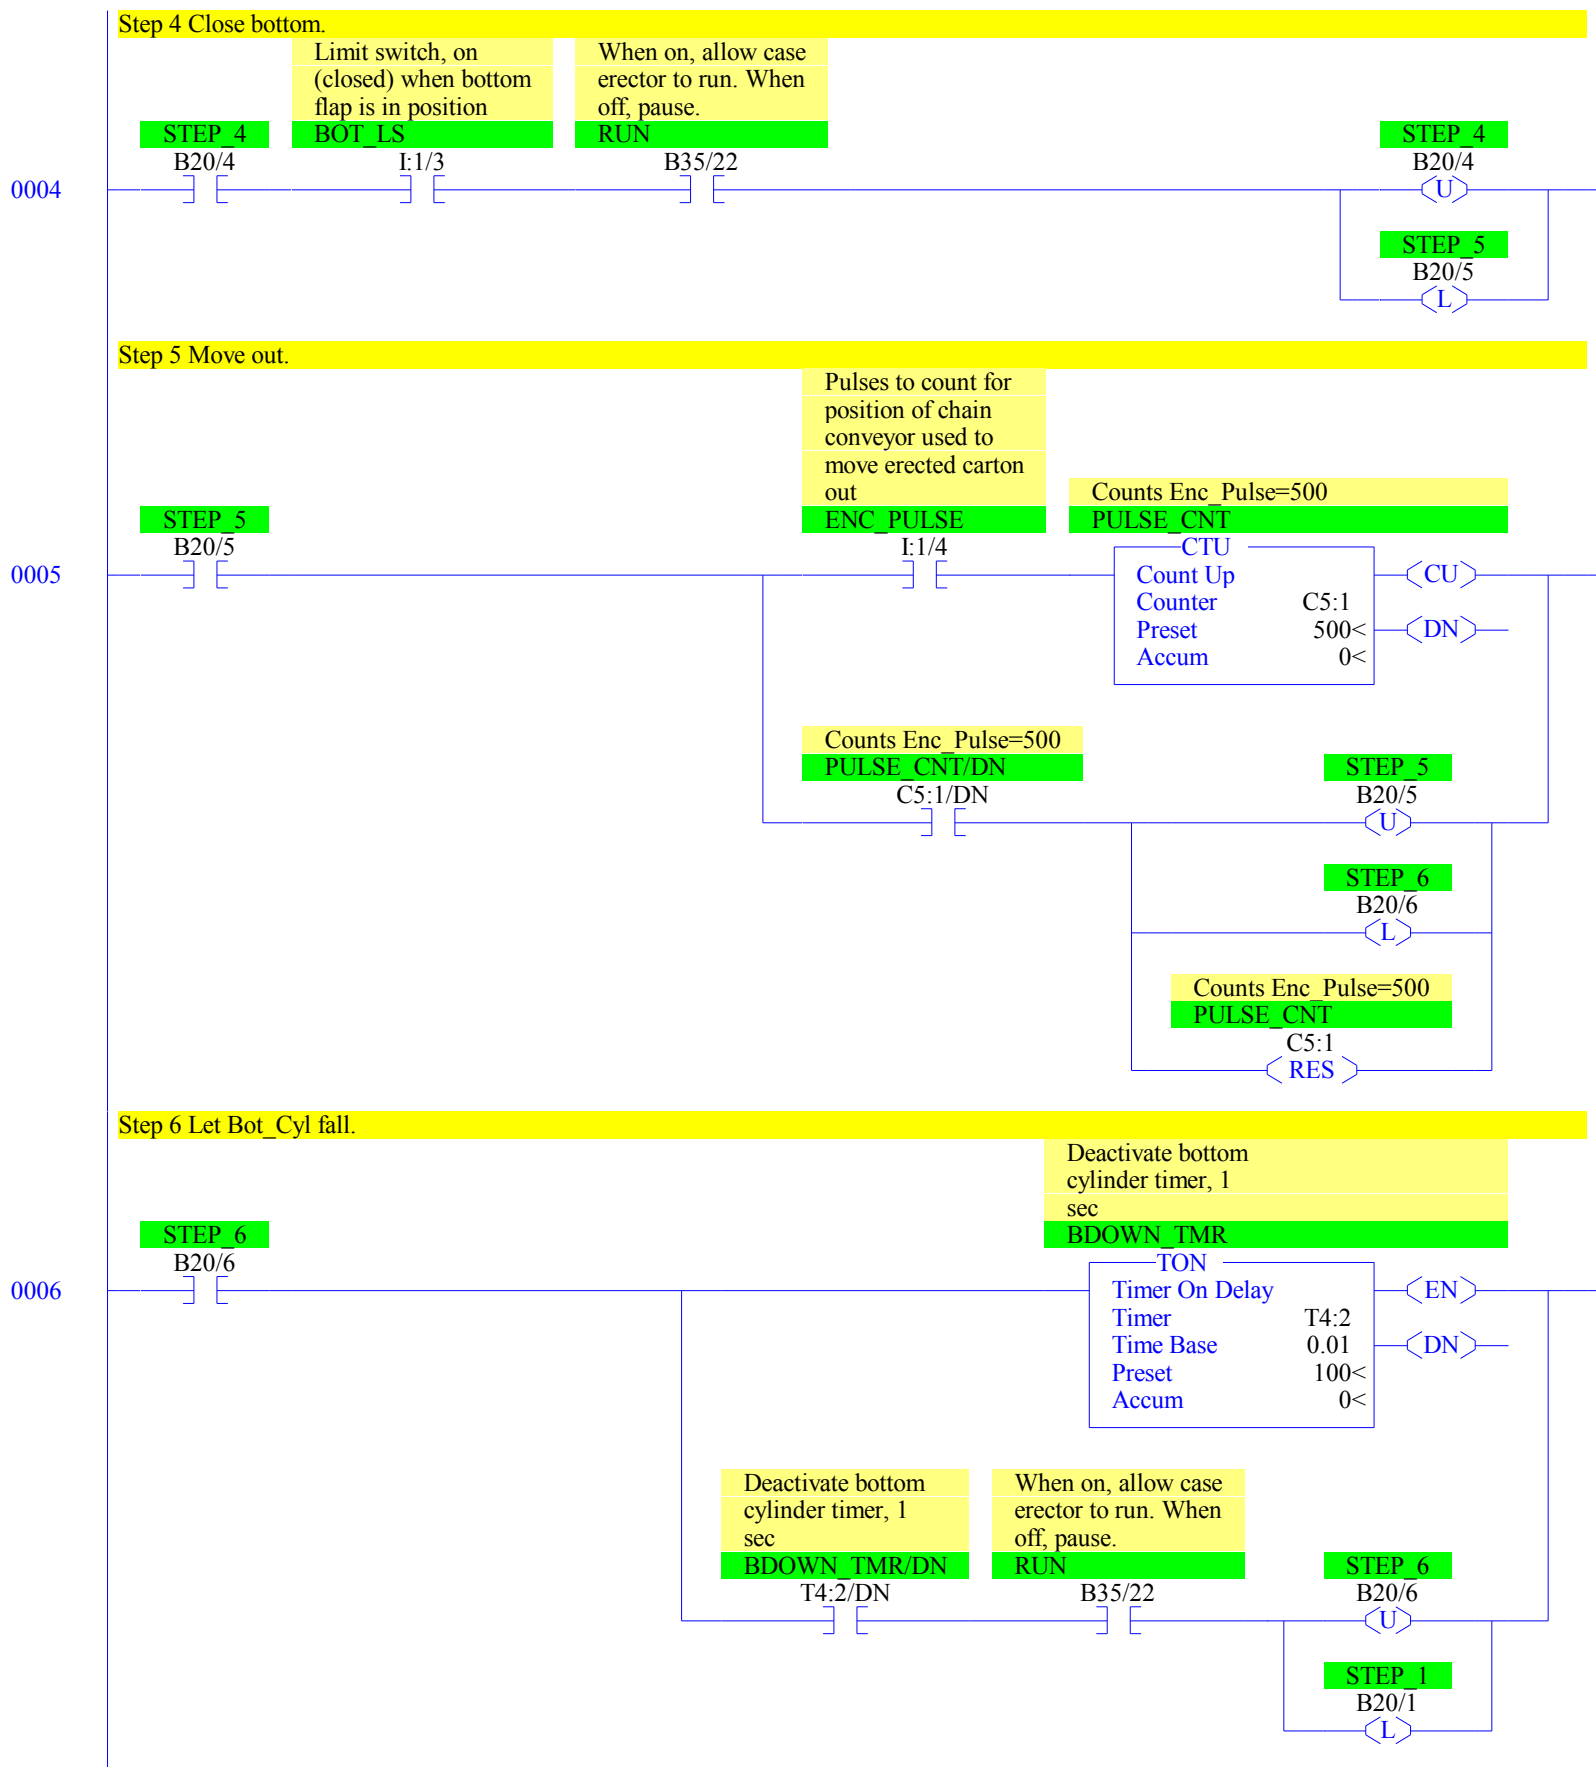 Step 4 Close bottom.
Limit switch, on
(closed) when bottom
flap is in position
When on, allow case
erector to run. When
off, pause.
STEP_4
BOT_LS
RUN
STEP_4
B20/4
I:1/3
B35/22
B20/4
0004
U
STEP_5
B20/5
L
Step 5 Move out.
Pulses to count for
position of chain
conveyor used to
move erected carton
out
Counts Enc_Pulse=500
STEP_5
ENC_PULSE
PULSE_CNT
B20/5
I:1/4
CTU
0005
Count Up
CU
Counter C5:1
Preset 500<
DN
Accum 0<
Counts Enc_Pulse=500
PULSE_CNT/DN
STEP_5
C5:1/DN
B20/5
U
STEP_6
B20/6
L
Counts Enc_Pulse=500
PULSE_CNT
C5:1
RES
Step 6 Let Bot_Cyl fall.
Deactivate bottom
cylinder timer, 1
sec
STEP_6
BDOWN_TMR
B20/6
TON
0006
Timer On Delay
EN
Timer T4:2
Time Base 0.01
DN
Preset 100<
Accum 0<
Deactivate bottom
cylinder timer, 1
sec
When on, allow case
erector to run. When
off, pause.
BDOWN_TMR/DN
RUN
STEP_6
T4:2/DN
B35/22
B20/6
U
STEP_1
B20/1
L